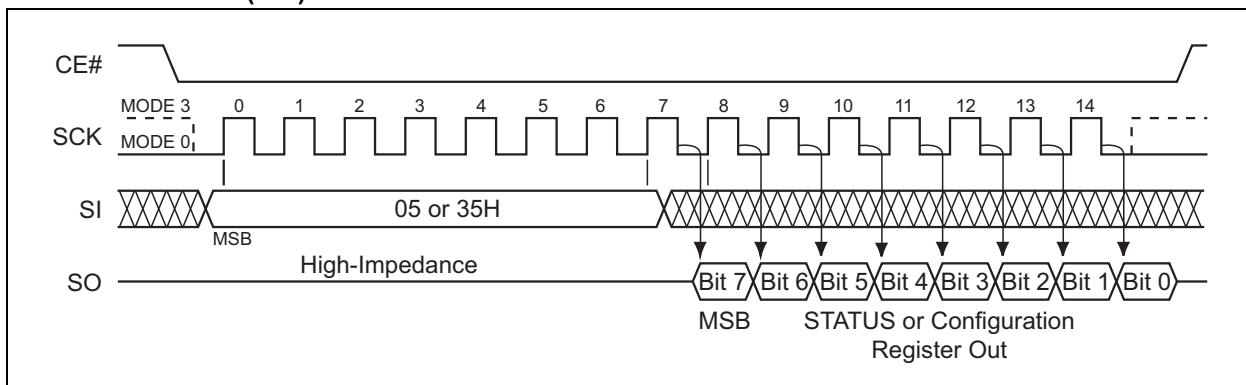 CE#
MODE 3 0 1 2 3 4 5 6 7 8 9 10 11 12 13 14
SCK MODE 0
SI 05 or 35H
MSB
High-Impedance
SO Bit 7 Bit 6 Bit 5 Bit 4 Bit 3 Bit 2 Bit 1 Bit 0
MSB STATUS or Configuration
Register Out